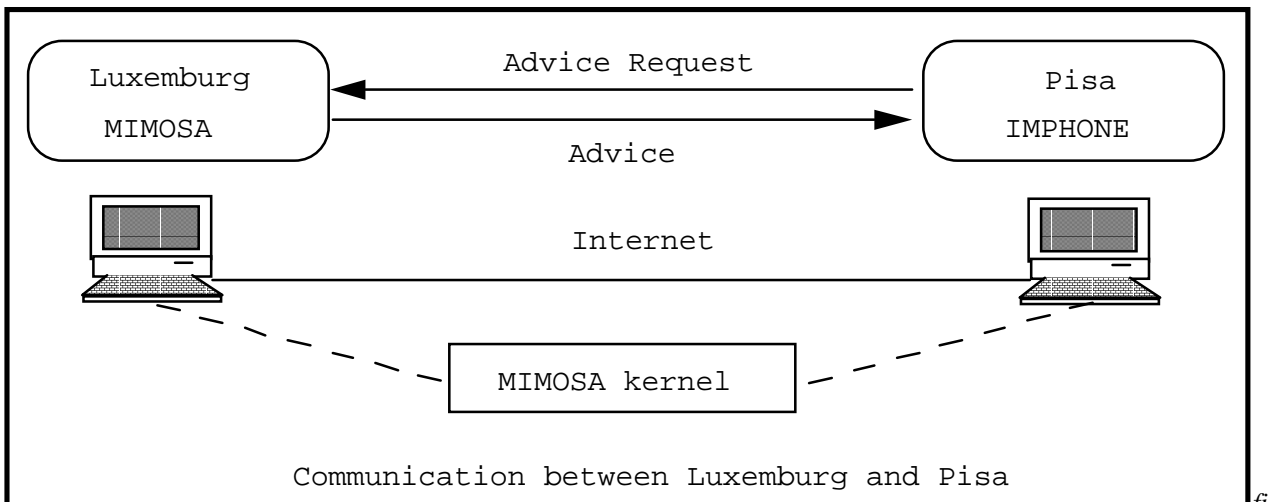 Luxemburg
MIMOSA
Advice Request
Advice
Pisa
IMPHONE
Internet
MIMOSA kernel
Communication between Luxemburg and Pisa